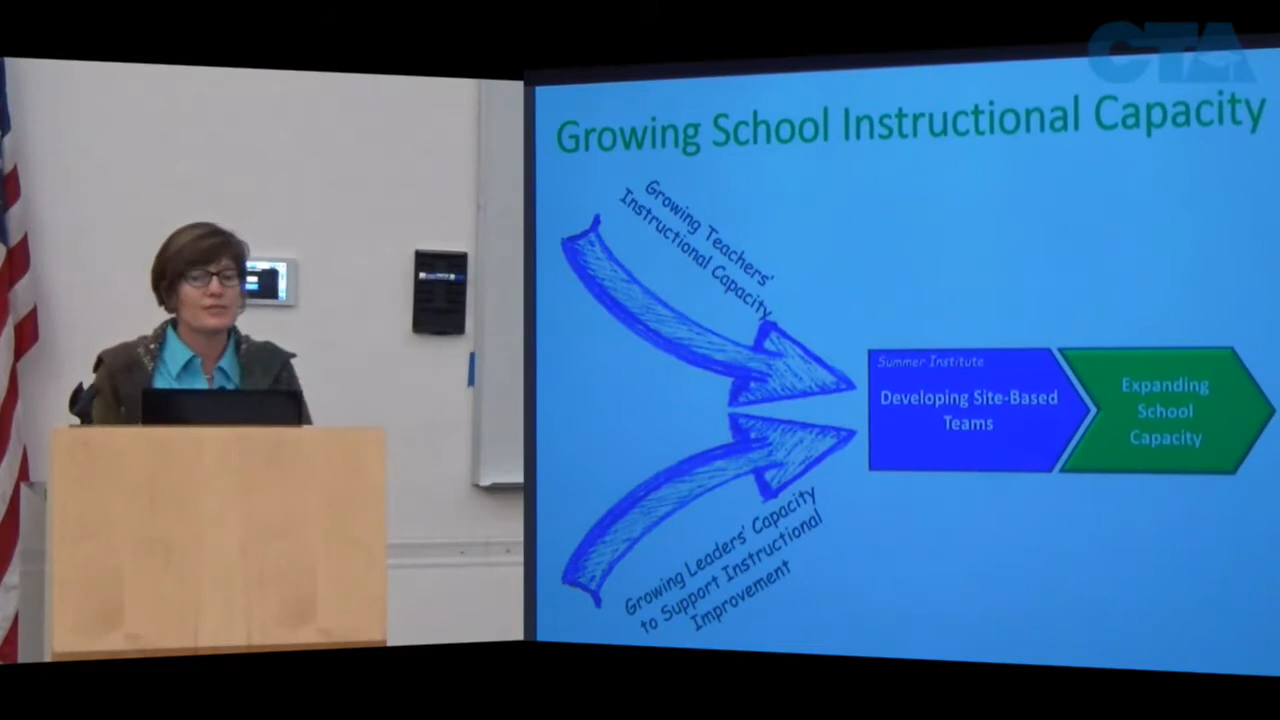 CTA
Growing School Instructional Capacity
Growing Teachers'
Instructional Capacity
Summer Institute
Developing Site-Based
Teams
Expanding
School
Capacity
Growing Leaders' Capacity
to Support Instructional
Improvement